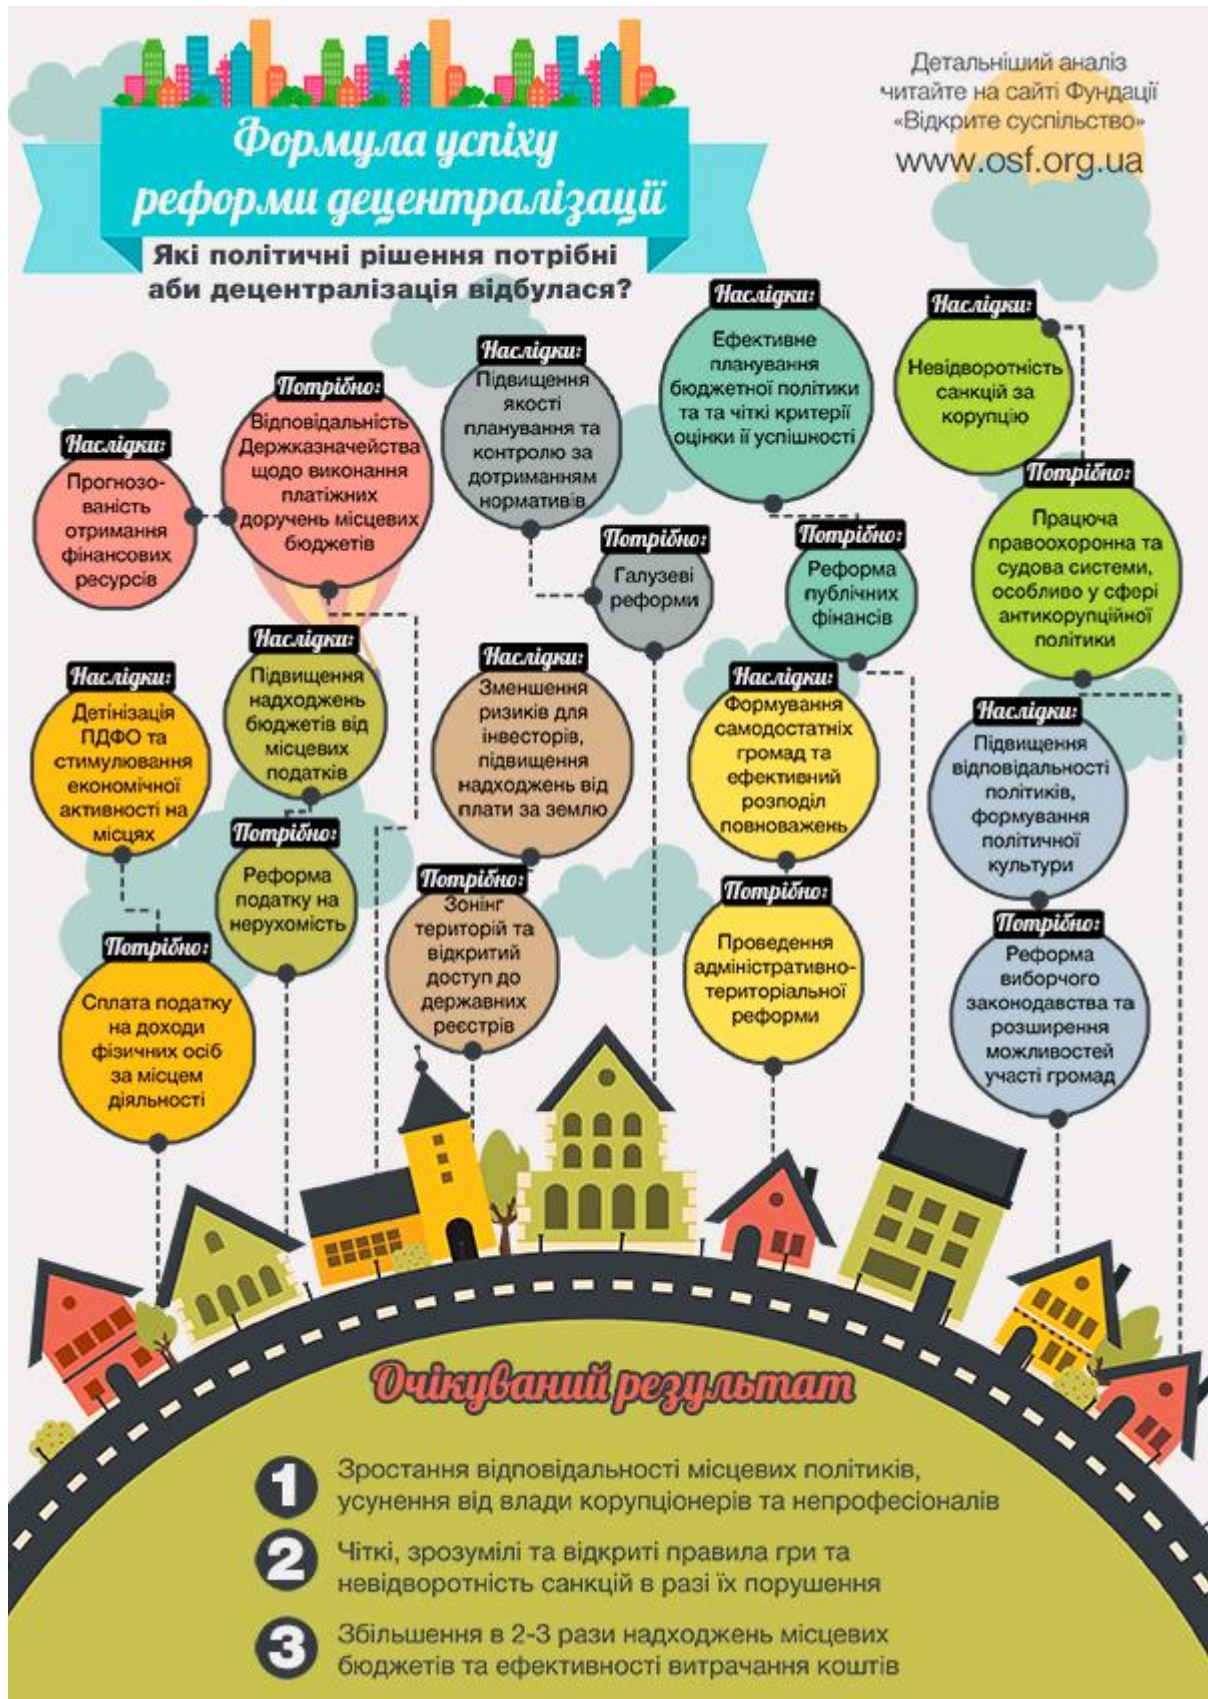 Формула успіху
реформи децентралізації
Які політичні рішення потрібні
аби децентралізація відбулася?
Детальніший аналіз
читайте на сайті Фундації
«Відкрите суспільство»
www.osf.org.ua
Наслідки:
Прогнозо-
ваність
отримання
фінансових
ресурсів
Потрібно:
Відповідальність
Держказначейства
щодо виконання
платіжних
доручень місцевих
бюджетів
Наслідки:
Підвищення
якості
планування та
контролю за
дотриманням
нормативів
Потрібно:
Галузеві
реформи
Наслідки:
Ефективне
планування
бюджетної політики
та та чіткі критерії
оцінки її успішності
Потрібно:
Реформа
публічних
фінансів
Наслідки:
Невідворотність
санкцій за
корупцію
Потрібно:
Працююча
правоохоронна та
судова системи,
особливо у сфері
антикорупційної
політики
Наслідки:
Детінізація
ПДФО та
стимулювання
економічної
активності на
місцях
Потрібно:
Сплата податку
на доходи
фізичних осіб
за місцем
діяльності
Наслідки:
Підвищення
надходжень
бюджетів від
місцевих
податків
Потрібно:
Реформа
податку на
нерухомість
Наслідки:
Зменшення
ризиків для
інвесторів,
підвищення
надходжень від
плати за землю
Потрібно:
Зонінг
територій та
відкритий
доступ до
державних
реєстрів
Наслідки:
Формування
самодостатніх
громад та
ефективний
розподіл
повноважень
Потрібно:
Проведення
адміністративно-
територіальної
реформи
Наслідки:
Підвищення
відповідальності
політиків,
формування
політичної
культури
Потрібно:
Реформа
виборчого
законодавства та
розширення
можливостей
участі громад
Очікуваний результат
1 Зростання відповідальності місцевих політиків,
усунення від влади корупціонерів та непрофесіоналів
2 Чіткі, зрозумілі та відкриті правила гри та
невідворотність санкцій в разі їх порушення
3 Збільшення в 2-3 рази надходжень місцевих
бюджетів та ефективності витрачання коштів